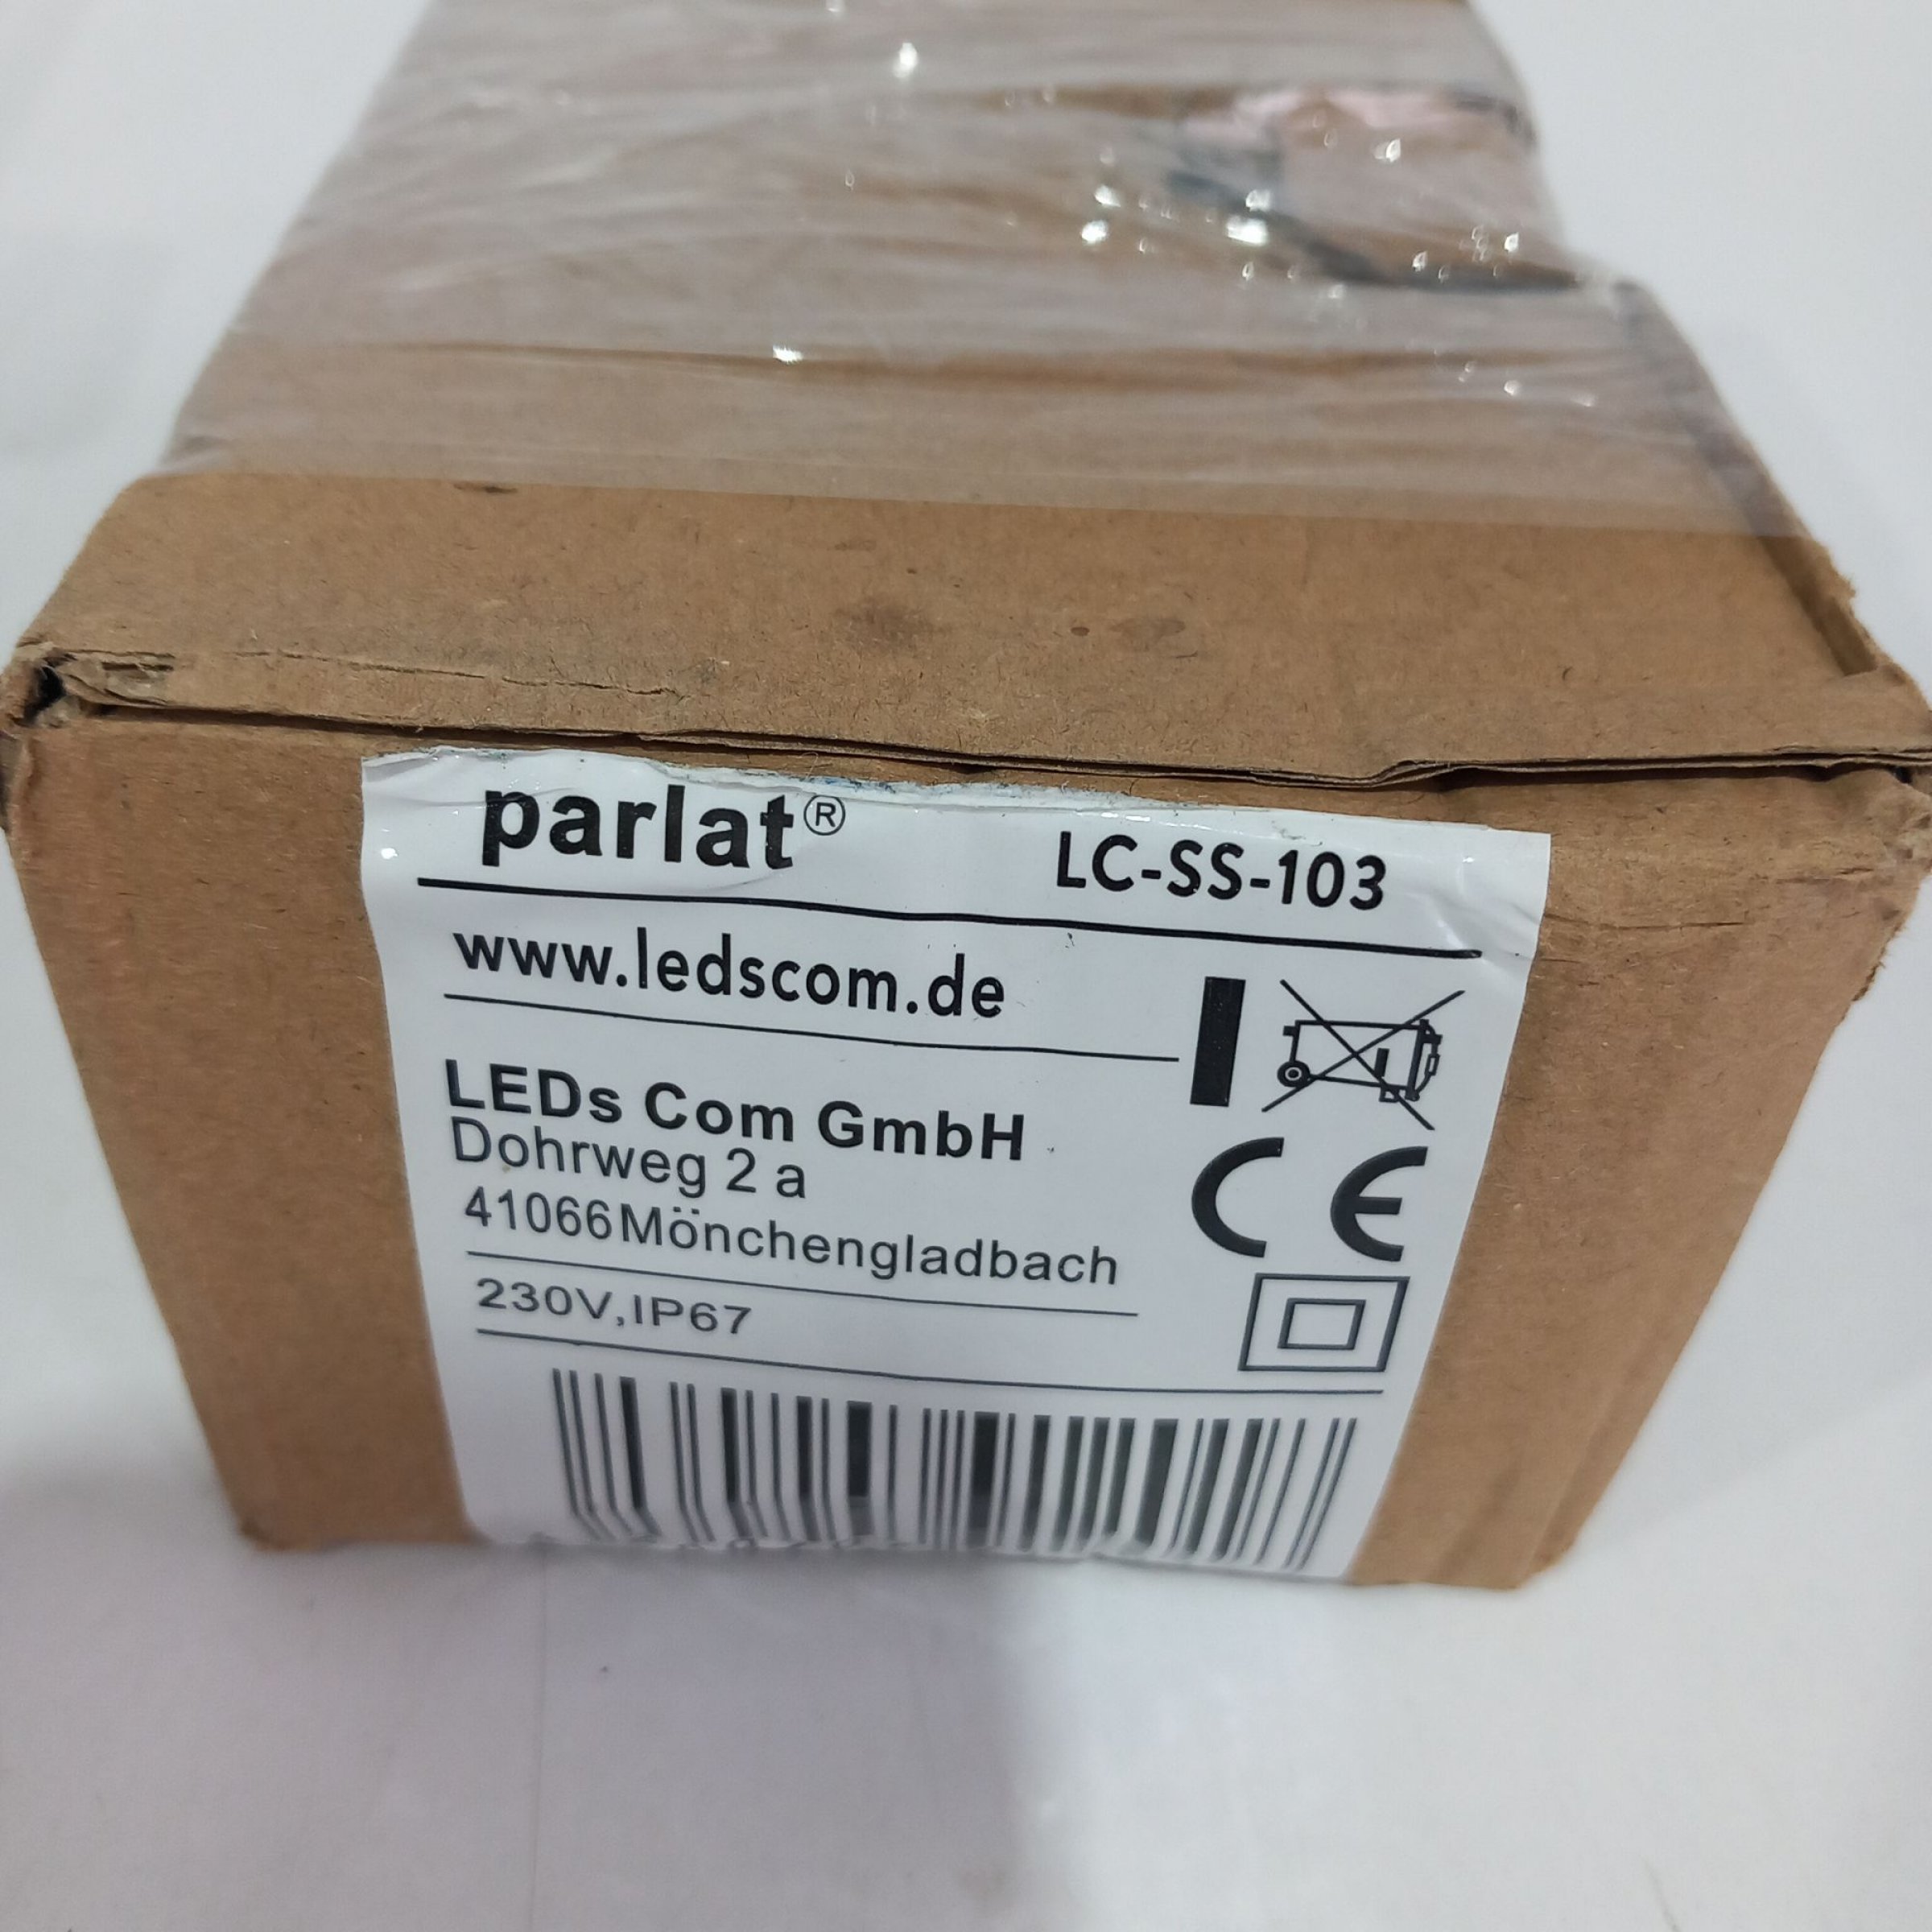 parlat® LC-SS-103
www.ledscom.de
LEDs Com GmbH
Dohrweg 2 a
41066 Mönchengladbach
230V, IP67